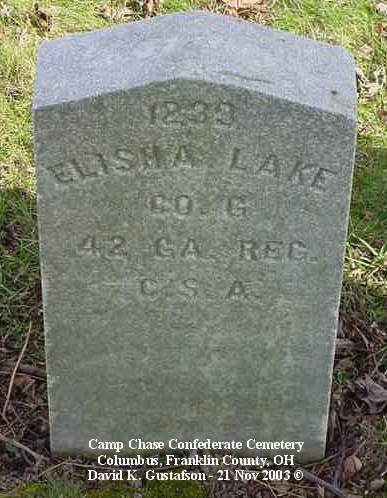 1233
ELISHA LAKE
CO. G
42 GA. REG.
C.S.A.
Camp Chase Confederate Cemetery
Columbus, Franklin County, OH
David K. Gustafson - 21 Nov 2003 ©